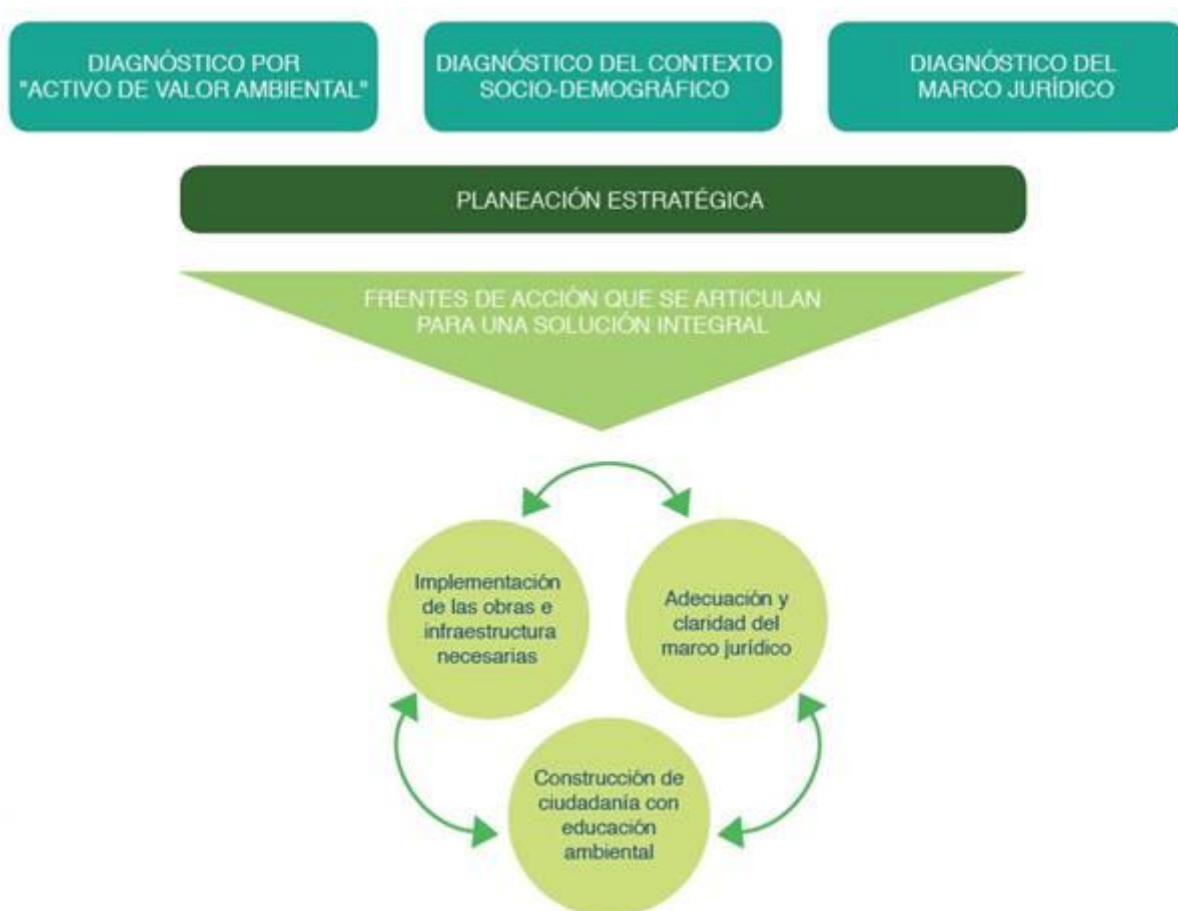 DIAGNÓSTICO POR
"ACTIVO DE VALOR AMBIENTAL"
DIAGNÓSTICO DEL CONTEXTO
SOCIO-DEMOGRÁFICO
DIAGNÓSTICO DEL
MARCO JURÍDICO
PLANEACIÓN ESTRATÉGICA
FRENTES DE ACCIÓN QUE SE ARTICULAN
PARA UNA SOLUCIÓN INTEGRAL
Implementación
de las obras e
infraestructura
necesarias
Adecuación y
claridad del
marco jurídico
Construcción de
ciudadanía con
educación
ambiental